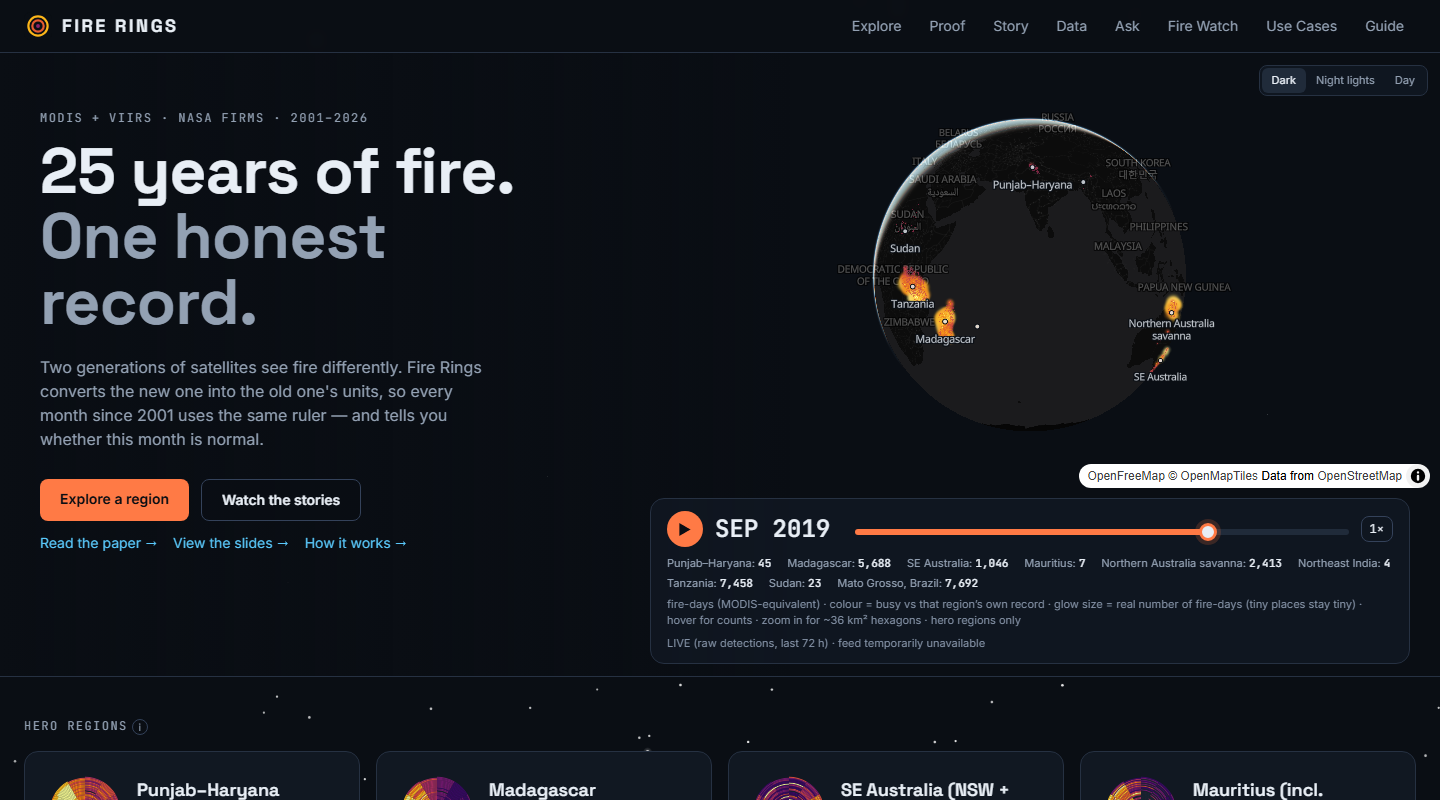 FIRE RINGS
Explore Proof Story Data Ask Fire Watch Use Cases Guide
Dark Night lights Day
MODIS + VIIRS · NASA FIRMS · 2001–2026
25 years of fire.
One honest
record.
Two generations of satellites see fire differently. Fire Rings
converts the new one into the old one's units, so every
month since 2001 uses the same ruler — and tells you
whether this month is normal.
Explore a region
Watch the stories
Read the paper → View the slides → How it works →
RUSSIA
РОССИЯ
BELARUS
БЕЛАРУСЬ
ITALY
SOUTH KOREA
대한민국
SAUDI ARABIA
السعودية
Punjab–Haryana
LAOS
ປະເທດລາວ
SUDAN
PHILIPPINES
Sudan
MALAYSIA
DEMOCRATIC REPUBLIC
OF THE
PAPUA NEW GUINEA
Tanzania
ZIMBABWE
Northern Australia
savanna
Madagascar
SE Australia
OpenFreeMap © OpenMapTiles Data from OpenStreetMap
SEP 2019
1×
Punjab–Haryana: 45 Madagascar: 5,688 SE Australia: 1,046 Mauritius: 7 Northern Australia savanna: 2,413 Northeast India: 4
Tanzania: 7,458 Sudan: 23 Mato Grosso, Brazil: 7,692
fire-days (MODIS-equivalent) · colour = busy vs that region's own record · glow size = real number of fire-days (tiny places stay tiny) ·
hover for counts · zoom in for ~36 km² hexagons · hero regions only
LIVE (raw detections, last 72 h) · feed temporarily unavailable
HERO REGIONS i
Punjab–Haryana
Madagascar
SE Australia (NSW +
Mauritius (incl.